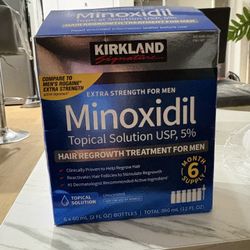 KIRKLAND
Signature
COMPARE TO
MEN'S ROGAINE®
EXTRA STRENGTH
EXTRA STRENGTH FOR MEN
Minoxidil
Topical Solution USP, 5%
HAIR REGROWTH TREATMENT FOR MEN
• Clinically Proven to Help Regrow Hair
• Reactivates Hair Follicles to Stimulate Regrowth
• #1 Dermatologist Recommended Active Ingredient
MONTH
6
SUPPLY
TOPICAL
SOLUTION
6 x 60 mL (2 FL OZ) BOTTLES | TOTAL 360 mL (12 FL OZ)